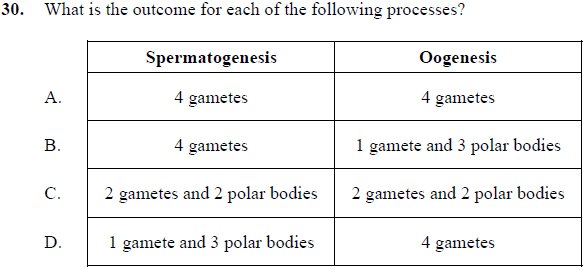 30. What is the outcome for each of the following processes?
Spermatogenesis Oogenesis
A. 4 gametes 4 gametes
B. 4 gametes 1 gamete and 3 polar bodies
C. 2 gametes and 2 polar bodies 2 gametes and 2 polar bodies
D. 1 gamete and 3 polar bodies 4 gametes